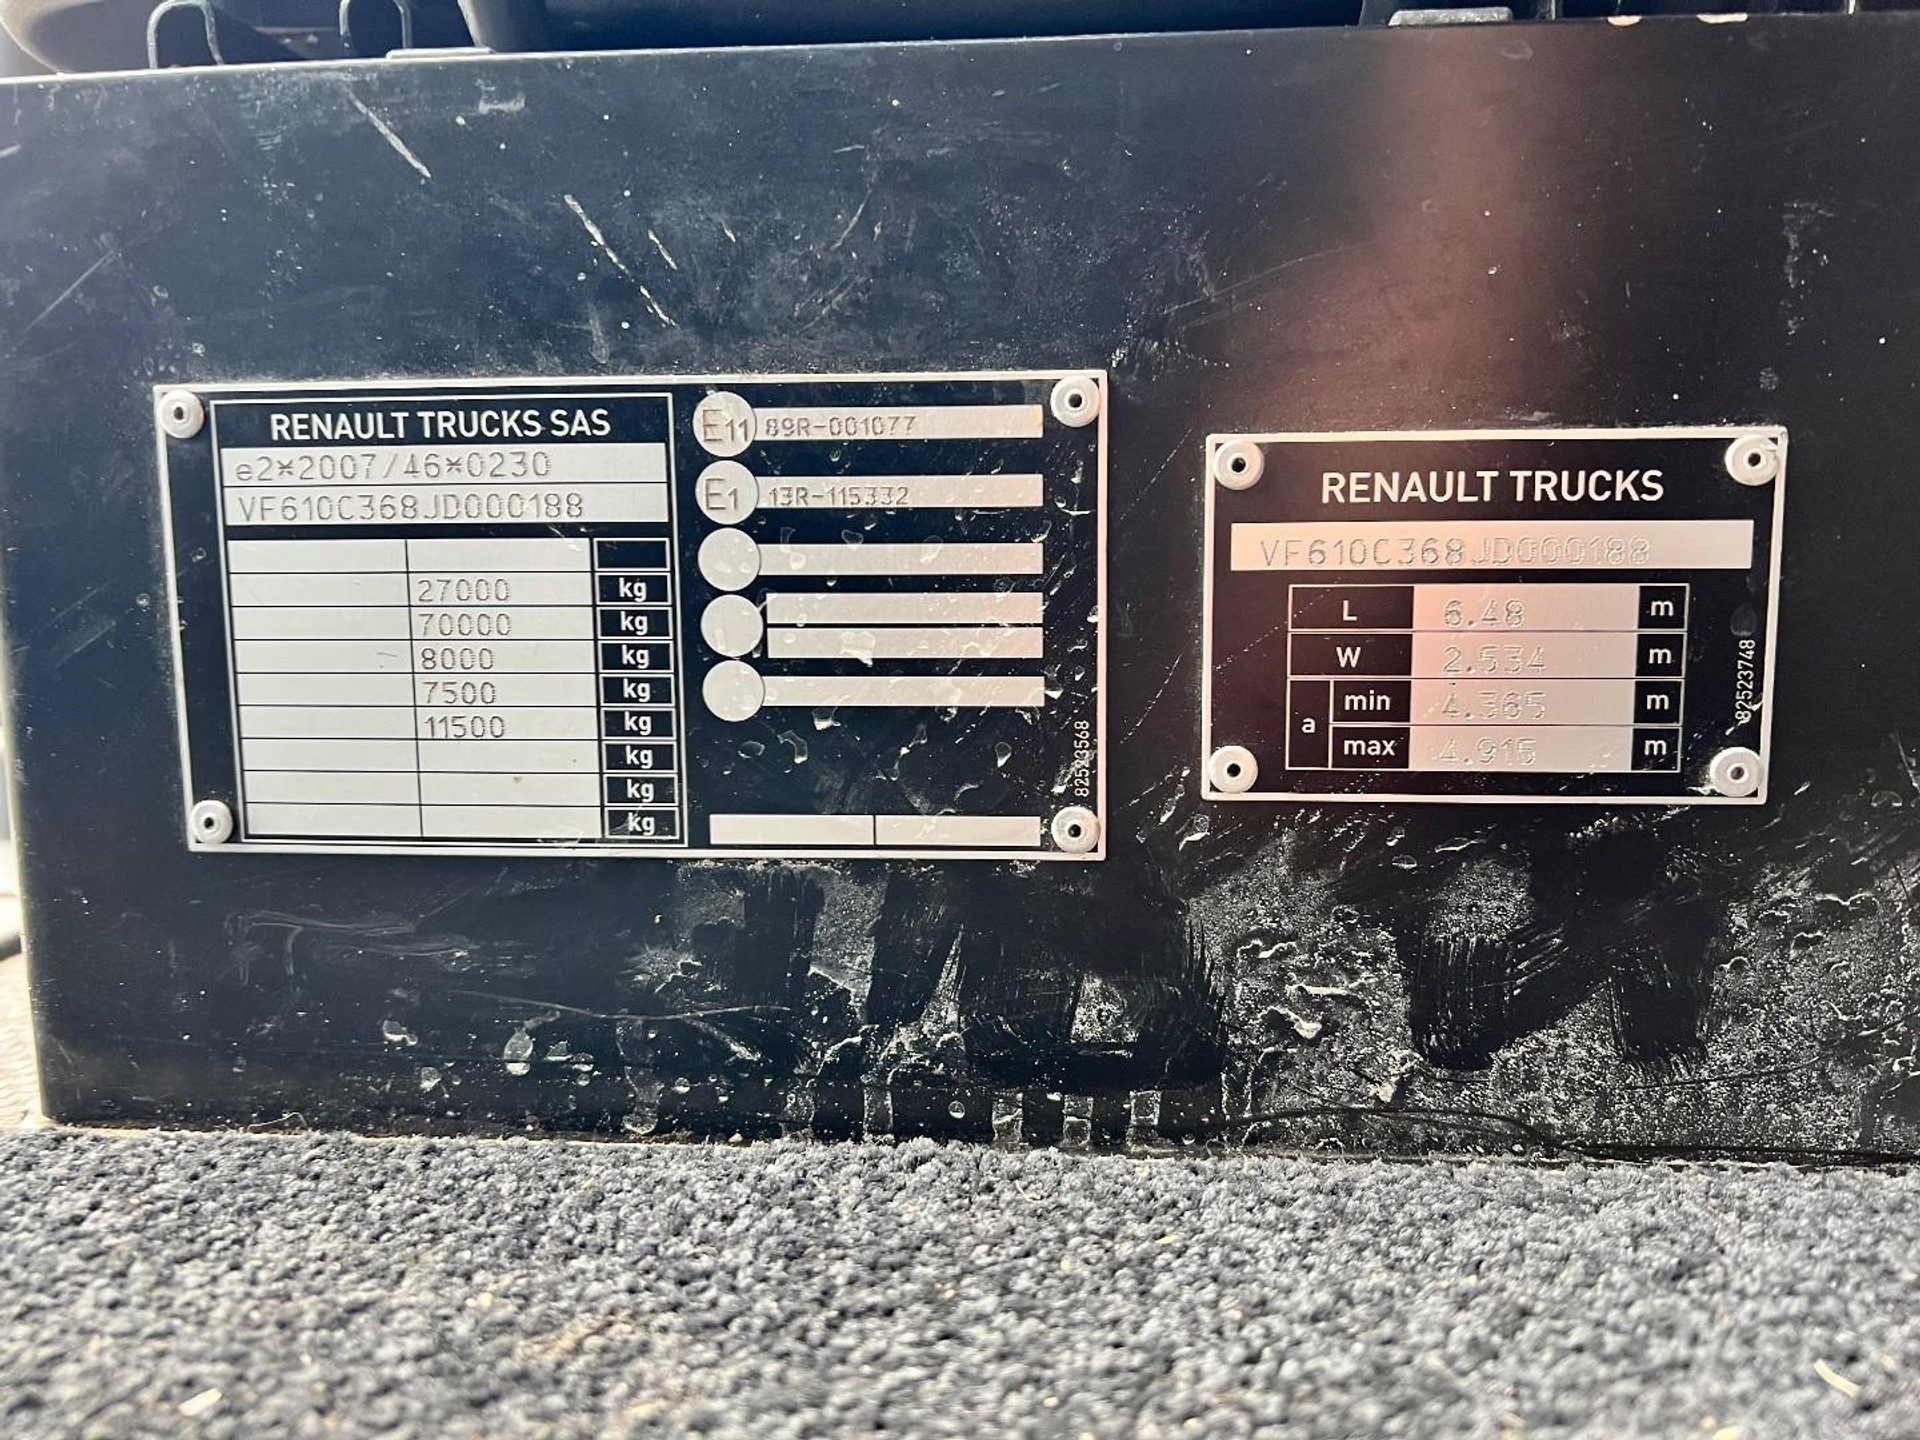 RENAULT TRUCKS SAS
e2*2007/46*0230
VF610C368JD000188
27000 kg
70000 kg
8000 kg
7500 kg
11500 kg
kg
kg
kg
E11 89R-001077
E1 13R-115332
82523568
RENAULT TRUCKS
VF610C368JD000188
L 6.48 m
W 2.534 m
a min 4.365 m
max 4.915 m
82523748